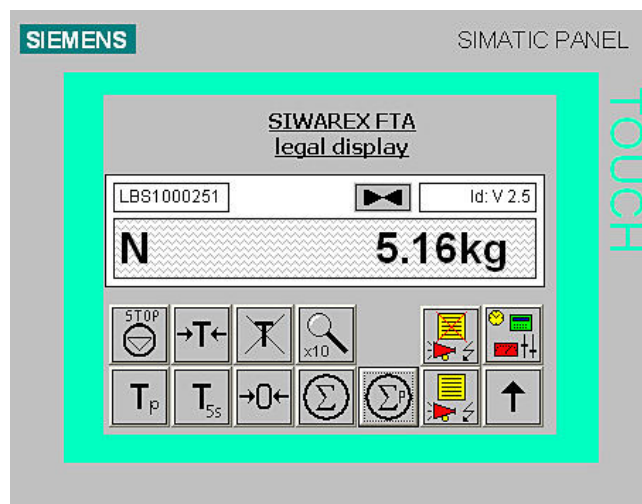 SIEMENS
SIMATIC PANEL
TOUCH
SIWAREX FTA
legal display
LBS1000251
Id: V 2.5
N 5.16kg
STOP
→T←
T
x10
Tp
T5s
→0←
Σ
Σp